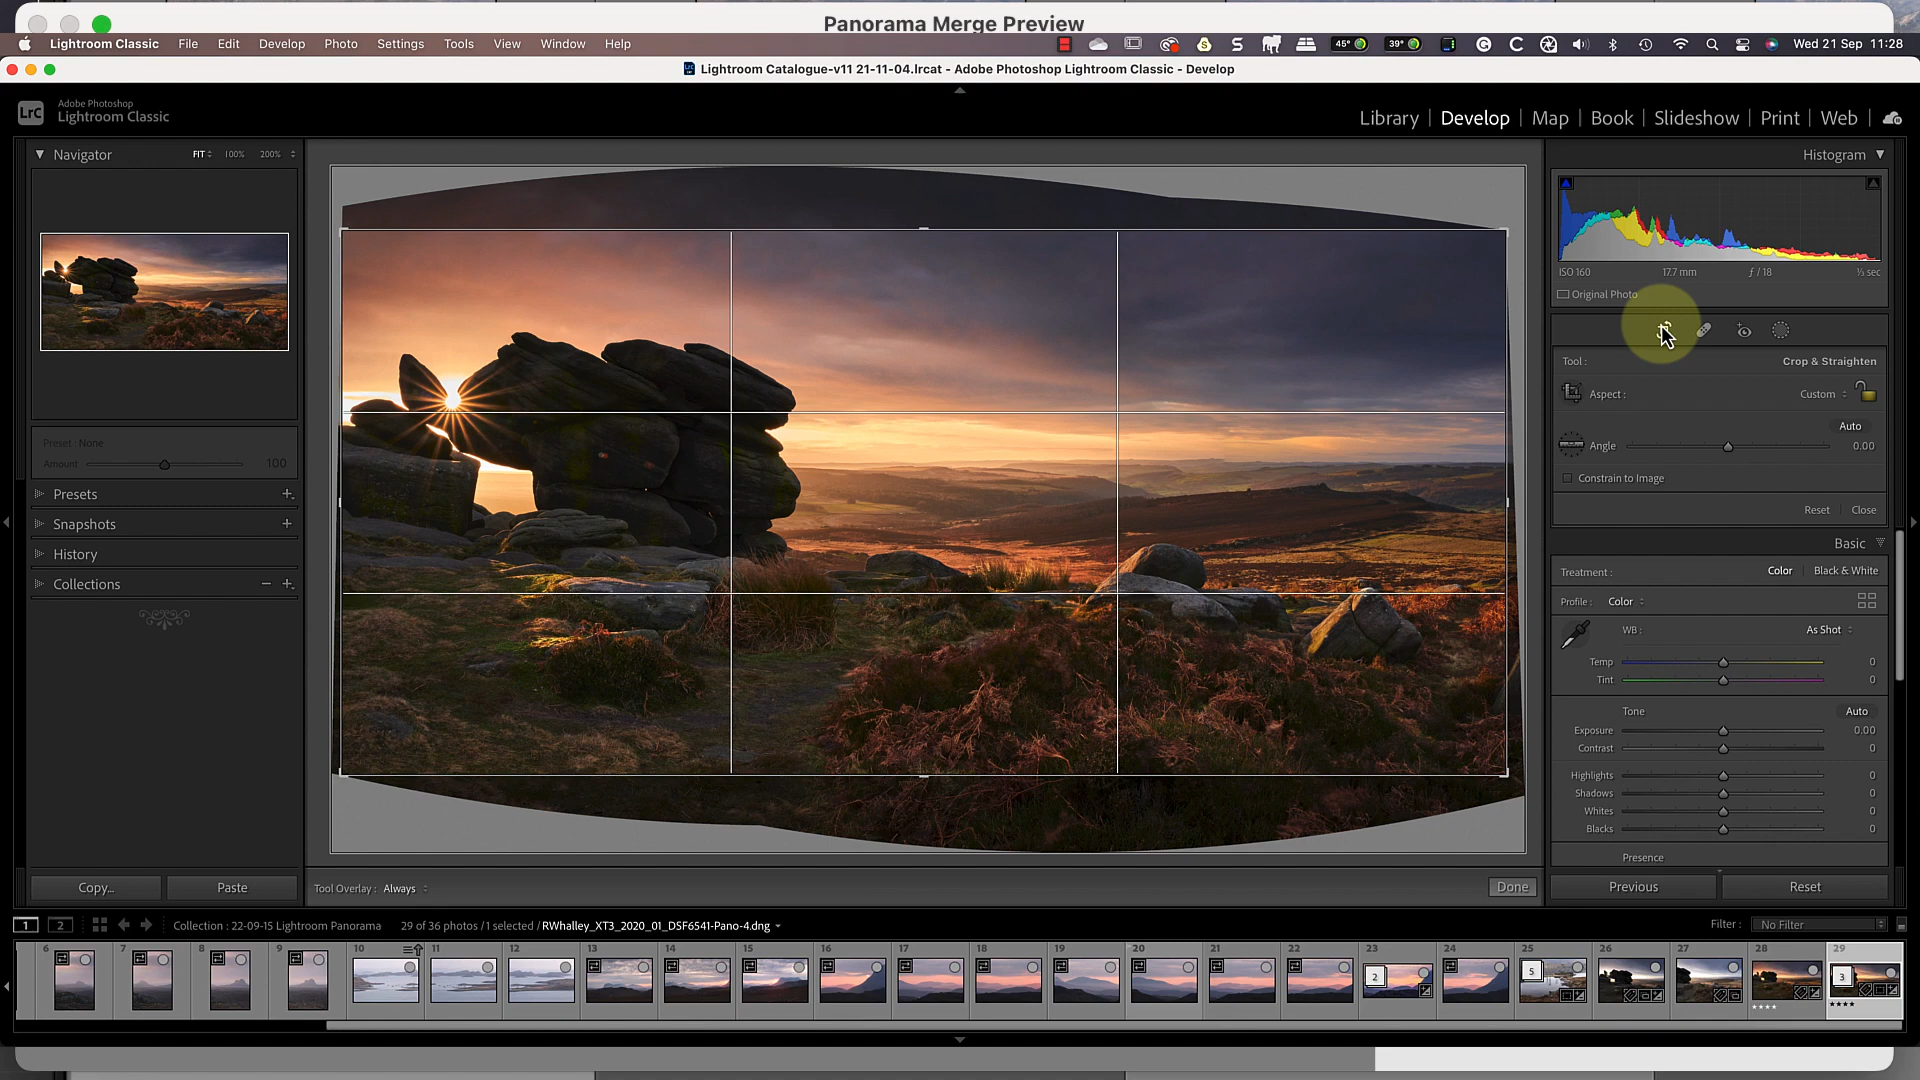 Panorama Merge Preview
Lightroom Classic File Edit Develop Photo Settings Tools View Window Help 45° 39° Wed 21 Sep 11:28
Lightroom Catalogue-v11 21-11-04.lrcat - Adobe Photoshop Lightroom Classic - Develop
LrC Adobe Photoshop
Lightroom Classic
Library | Develop | Map | Book | Slideshow | Print | Web
Navigator FIT 100% 200%
Histogram
ISO 160 17.7 mm ƒ / 18 ⅓ sec
Original Photo
Tool : Crop & Straighten
Aspect : Custom
Auto
Angle 0.00
Constrain to Image
Reset Close
Preset : None
Amount 100
Presets
Snapshots
History
Collections
Basic
Treatment : Color Black & White
Profile : Color
WB : As Shot
Temp 0
Tint 0
Tone Auto
Exposure 0.00
Contrast 0
Highlights 0
Shadows 0
Whites 0
Blacks 0
Presence
Copy... Paste
Tool Overlay : Always Done
Previous Reset
1 2 Collection : 22-09-15 Lightroom Panorama 29 of 36 photos /1 selected / RWhalley_XT3_2020_01_DSF6541-Pano-4.dng Filter : No Filter
6 7 8 9 10 11 12 13 14 15 16 17 18 19 20 21 22 23 24 25 26 27 28 29
2 5 3